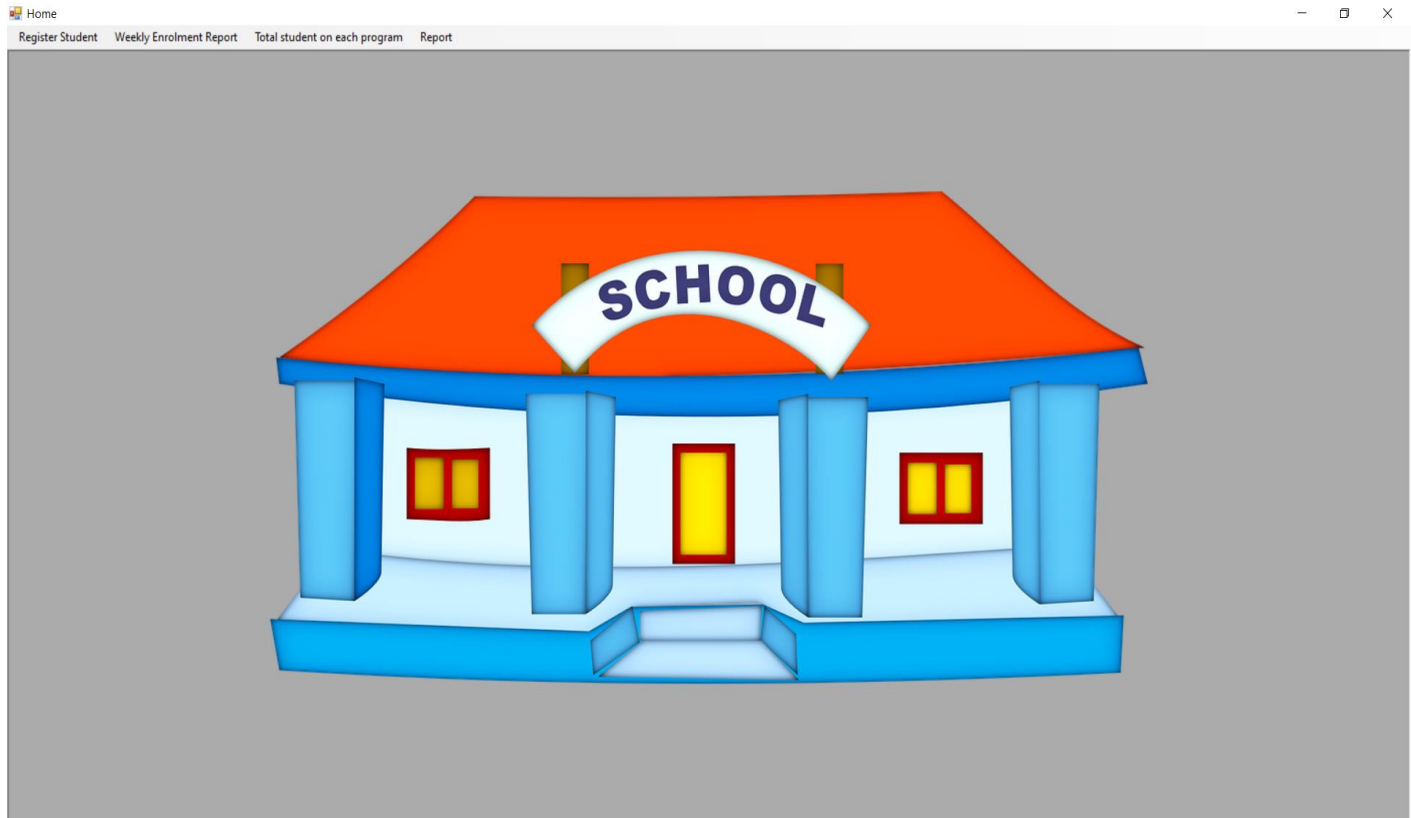 Home
Register Student Weekly Enrolment Report Total student on each program Report
SCHOOL